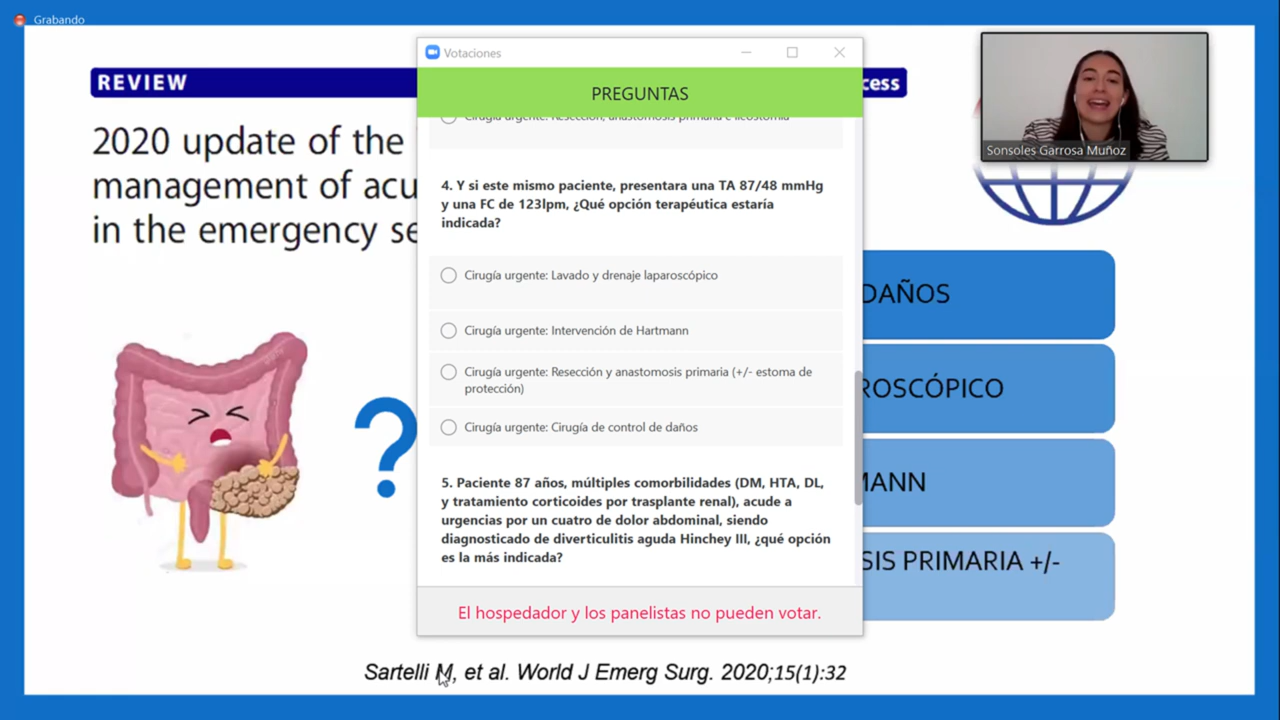 Grabando
REVIEW
cess
2020 update of the
management of acu
in the emergency se
?
DAÑOS
ROSCÓPICO
MANN
SIS PRIMARIA +/-
Sartelli M, et al. World J Emerg Surg. 2020;15(1):32
Sonsoles Garrosa Muñoz
Votaciones
PREGUNTAS
Cirugía urgente: Resección, anastomosis primaria e ileostomía
4. Y si este mismo paciente, presentara una TA 87/48 mmHg
y una FC de 123lpm, ¿Qué opción terapéutica estaría
indicada?
Cirugía urgente: Lavado y drenaje laparoscópico
Cirugía urgente: Intervención de Hartmann
Cirugía urgente: Resección y anastomosis primaria (+/- estoma de
protección)
Cirugía urgente: Cirugía de control de daños
5. Paciente 87 años, múltiples comorbilidades (DM, HTA, DL,
y tratamiento corticoides por trasplante renal), acude a
urgencias por un cuatro de dolor abdominal, siendo
diagnosticado de diverticulitis aguda Hinchey III, ¿qué opción
es la más indicada?
El hospedador y los panelistas no pueden votar.